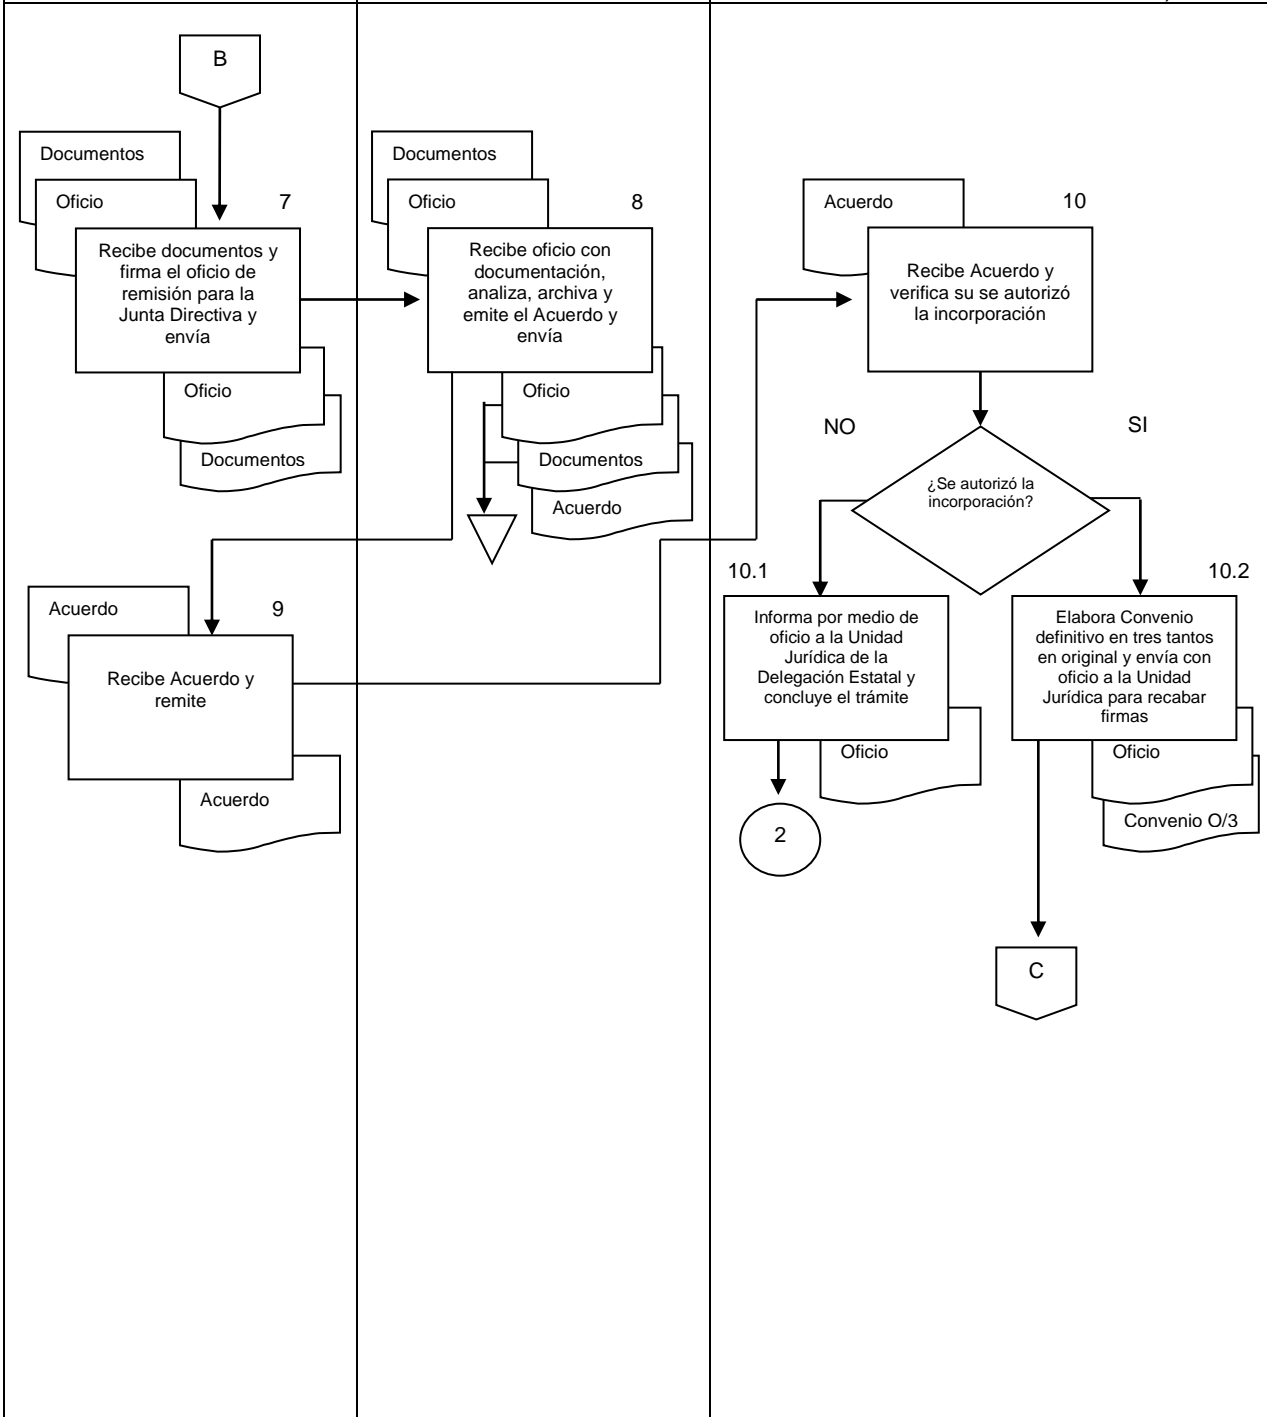 B
Documentos
Oficio
7
Recibe documentos y
firma el oficio de
remisión para la
Junta Directiva y
envía
Oficio
Documentos
Documentos
Oficio
8
Recibe oficio con
documentación,
analiza, archiva y
emite el Acuerdo y
envía
Oficio
Documentos
Acuerdo
Acuerdo
9
Recibe Acuerdo y
remite
Acuerdo
Acuerdo
10
Recibe Acuerdo y
verifica su se autorizó
la incorporación
NO
SI
¿Se autorizó la
incorporación?
10.1
Informa por medio de
oficio a la Unidad
Jurídica de la
Delegación Estatal y
concluye el trámite
Oficio
2
10.2
Elabora Convenio
definitivo en tres tantos
en original y envía con
oficio a la Unidad
Jurídica para recabar
firmas
Oficio
Convenio O/3
C